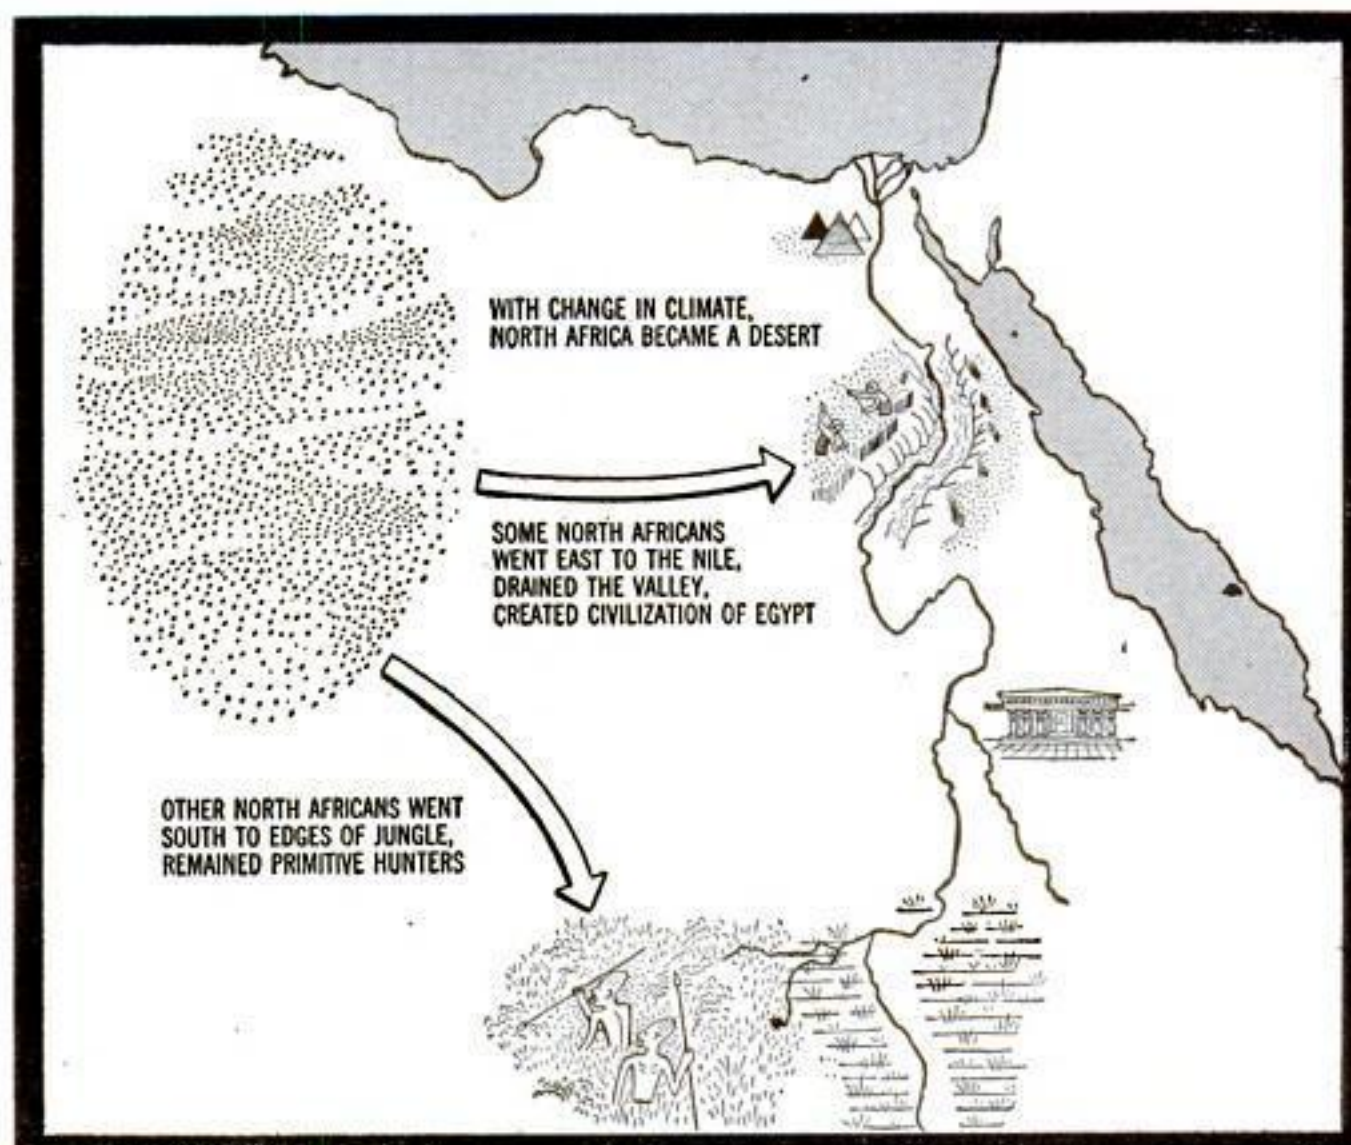 WITH CHANGE IN CLIMATE,
NORTH AFRICA BECAME A DESERT
SOME NORTH AFRICANS
WENT EAST TO THE NILE,
DRAINED THE VALLEY,
CREATED CIVILIZATION OF EGYPT
OTHER NORTH AFRICANS WENT
SOUTH TO EDGES OF JUNGLE,
REMAINED PRIMITIVE HUNTERS